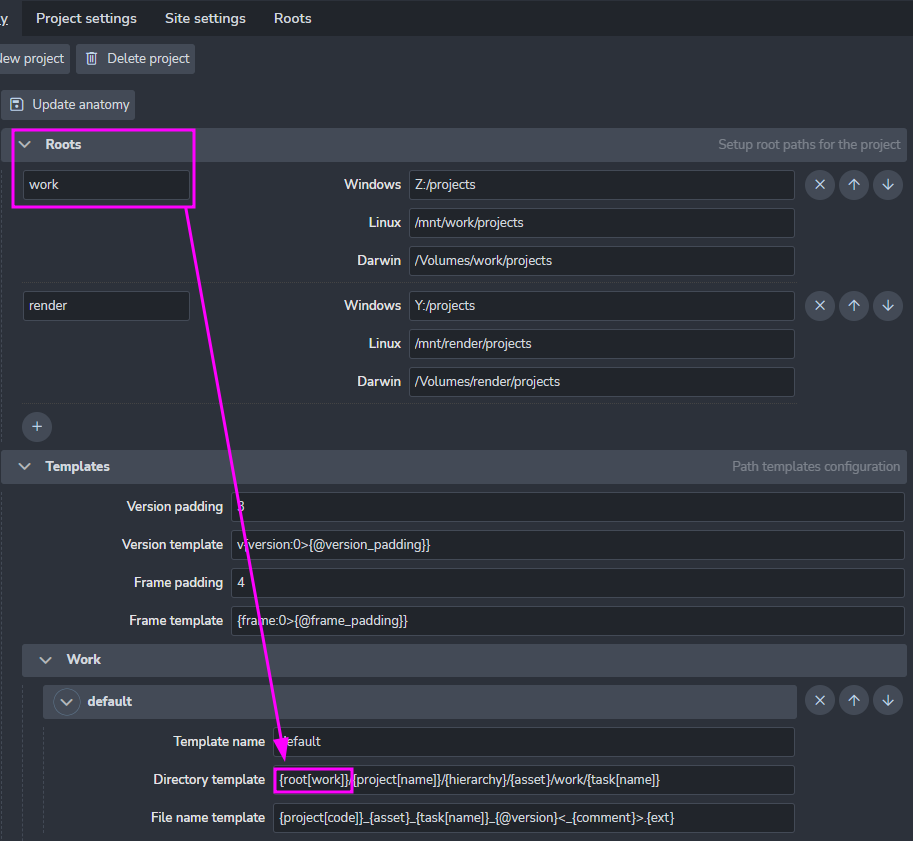 y Project settings Site settings Roots
New project Delete project
Update anatomy
Roots Setup root paths for the project
work Windows Z:/projects
Linux /mnt/work/projects
Darwin /Volumes/work/projects
render Windows Y:/projects
Linux /mnt/render/projects
Darwin /Volumes/render/projects
Templates Path templates configuration
Version padding 3
Version template v{version:0>{@version_padding}}
Frame padding 4
Frame template {frame:0>{@frame_padding}}
Work
default
Template name default
Directory template {root[work]}/{project[name]}/{hierarchy}/{asset}/work/{task[name]}
File name template {project[code]}_{asset}_{task[name]}_{@version}<_{comment}>.{ext}